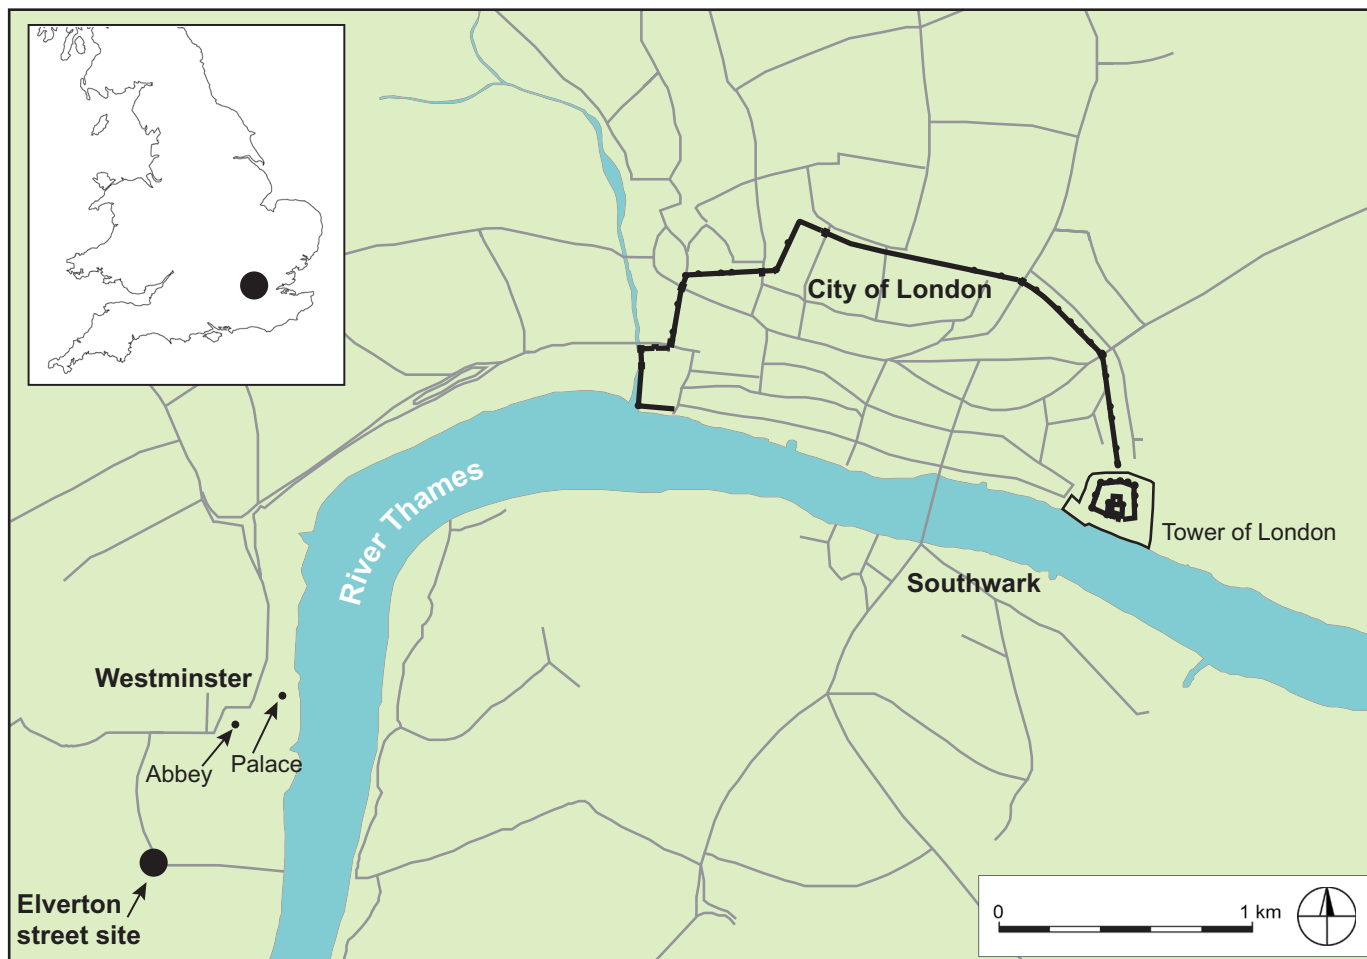 City of London
River Thames
Tower of London
Southwark
Westminster
Abbey
Palace
Elverton
street site
0
1 km